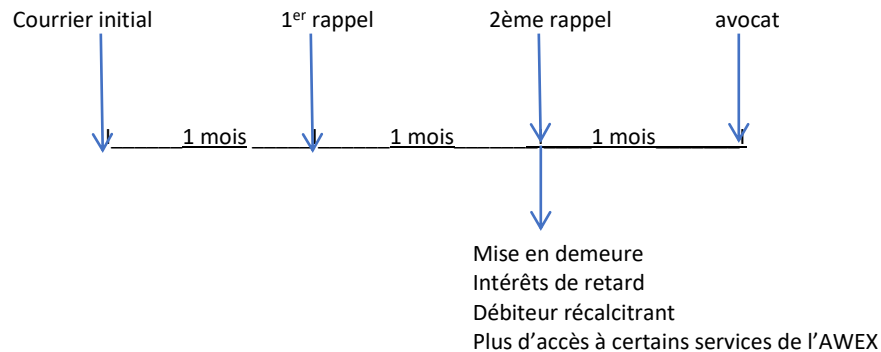 Courrier initial 1er rappel 2ème rappel avocat
1 mois 1 mois 1 mois
Mise en demeure
Intérêts de retard
Débiteur récalcitrant
Plus d’accès à certains services de l’AWEX